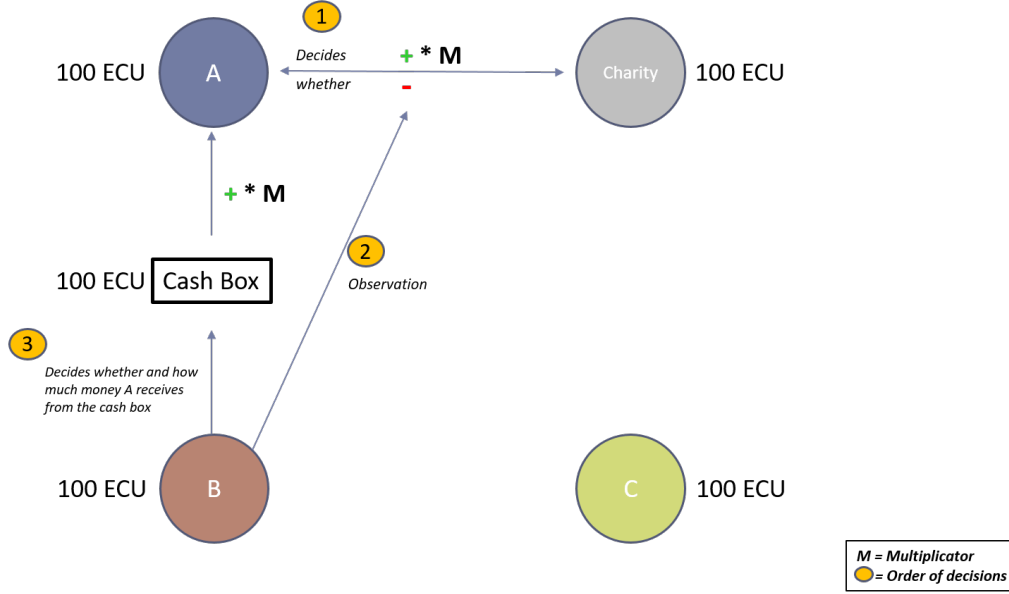 1
100 ECU
A
Decides
whether
+ * M
-
Charity
100 ECU
+ * M
2
Observation
100 ECU
Cash Box
3
Decides whether and how
much money A receives
from the cash box
100 ECU
B
C
100 ECU
M = Multiplicator
= Order of decisions